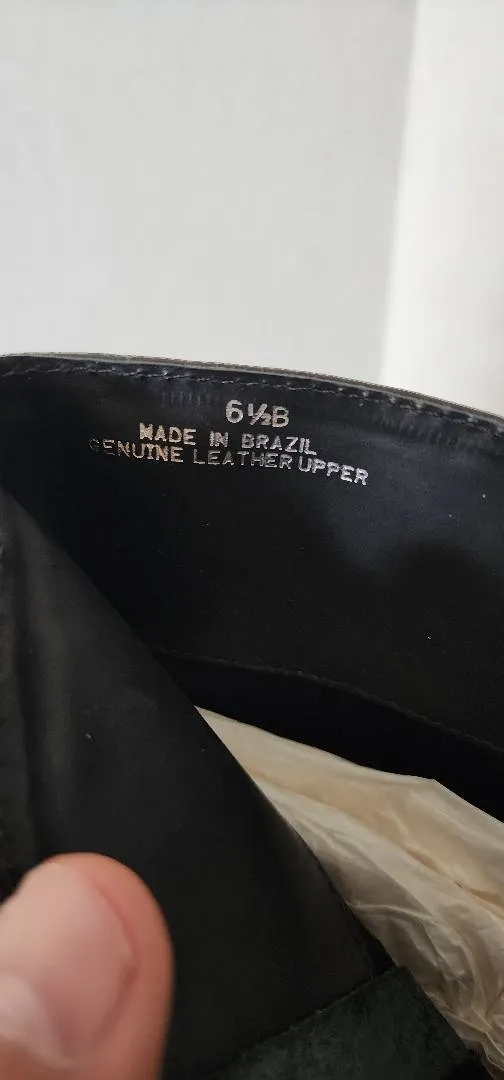 6½B
MADE IN BRAZIL
GENUINE LEATHER UPPER